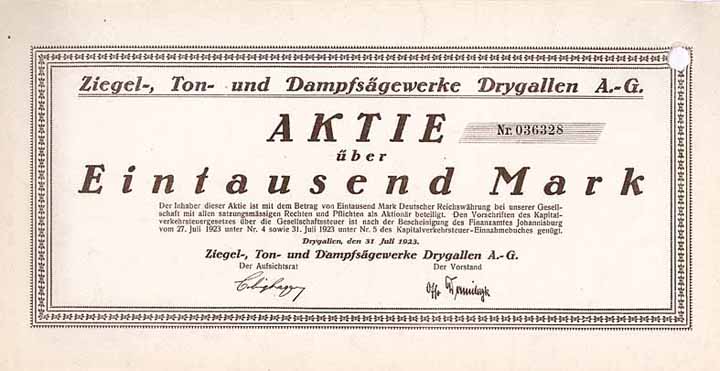 Ziegel-, Ton- und Dampfsägewerke Drygallen A.-G.
AKTIE
Nr. 036328
über
Eintausend Mark
Der Inhaber dieser Aktie ist mit dem Betrag von Eintausend Mark Deutscher Reichswährung bei unserer Gesell-
schaft mit allen satzungsmässigen Rechten und Pflichten als Aktionär beteiligt. Den Vorschriften des Kapital-
verkehrsteuergesetzes über die Gesellschaftssteuer ist nach der Bescheinigung des Finanzamtes Johannisburg
vom 27. Juli 1923 unter Nr. 4 sowie 31. Juli 1923 unter Nr. 5 des Kapitalverkehrsteuer-Einnahmebuches genügt.
Drygallen, den 31 Juli 1923.
Ziegel-, Ton- und Dampfsägewerke Drygallen A.-G.
Der Aufsichtsrat Der Vorstand